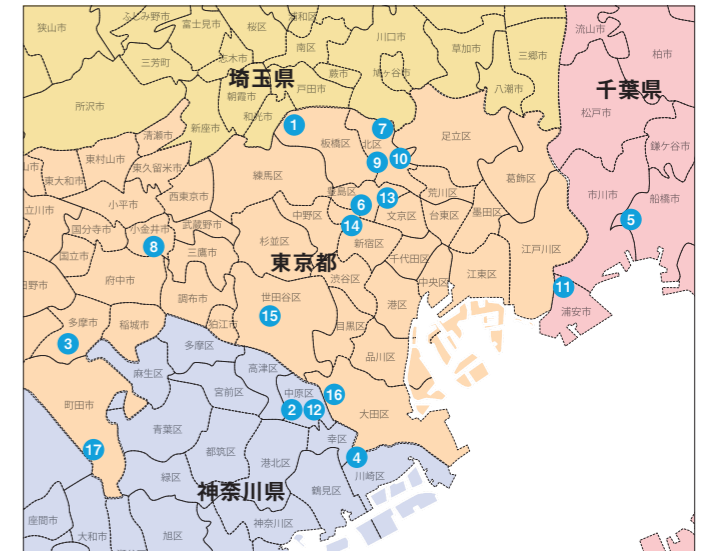 ふじみ野市
浦和区
狭山市
富士見市
桜区
川口市
流山市
南区
草加市
三郷市
柏市
三芳町
志木市
蕨市
鳩ヶ谷市
埼玉県
朝霞市
戸田市
八潮市
千葉県
所沢市
和光市
1
7
松戸市
新座市
清瀬市
板橋区
北区
足立区
鎌ケ谷市
東村山市
東久留米市
練馬区
9
10
東大和市
西東京市
豊島区
荒川区
葛飾区
市川市
船橋市
小平市
6
13
立川市
中野区
文京区
台東区
墨田区
5
国分寺市
小金井市
武蔵野市
14
8
杉並区
新宿区
江戸川区
国立市
三鷹市
東京都
千代田区
府中市
渋谷区
中央区
江東区
11
調布市
世田谷区
港区
浦安市
多摩市
稲城市
狛江市
15
目黒区
3
多摩区
品川区
麻生区
高津区
宮前区
中原区
16
町田市
2
12
大田区
青葉区
幸区
17
都筑区
4
緑区
港北区
川崎区
神奈川県
鶴見区
座間市
大和市
旭区
神奈川区